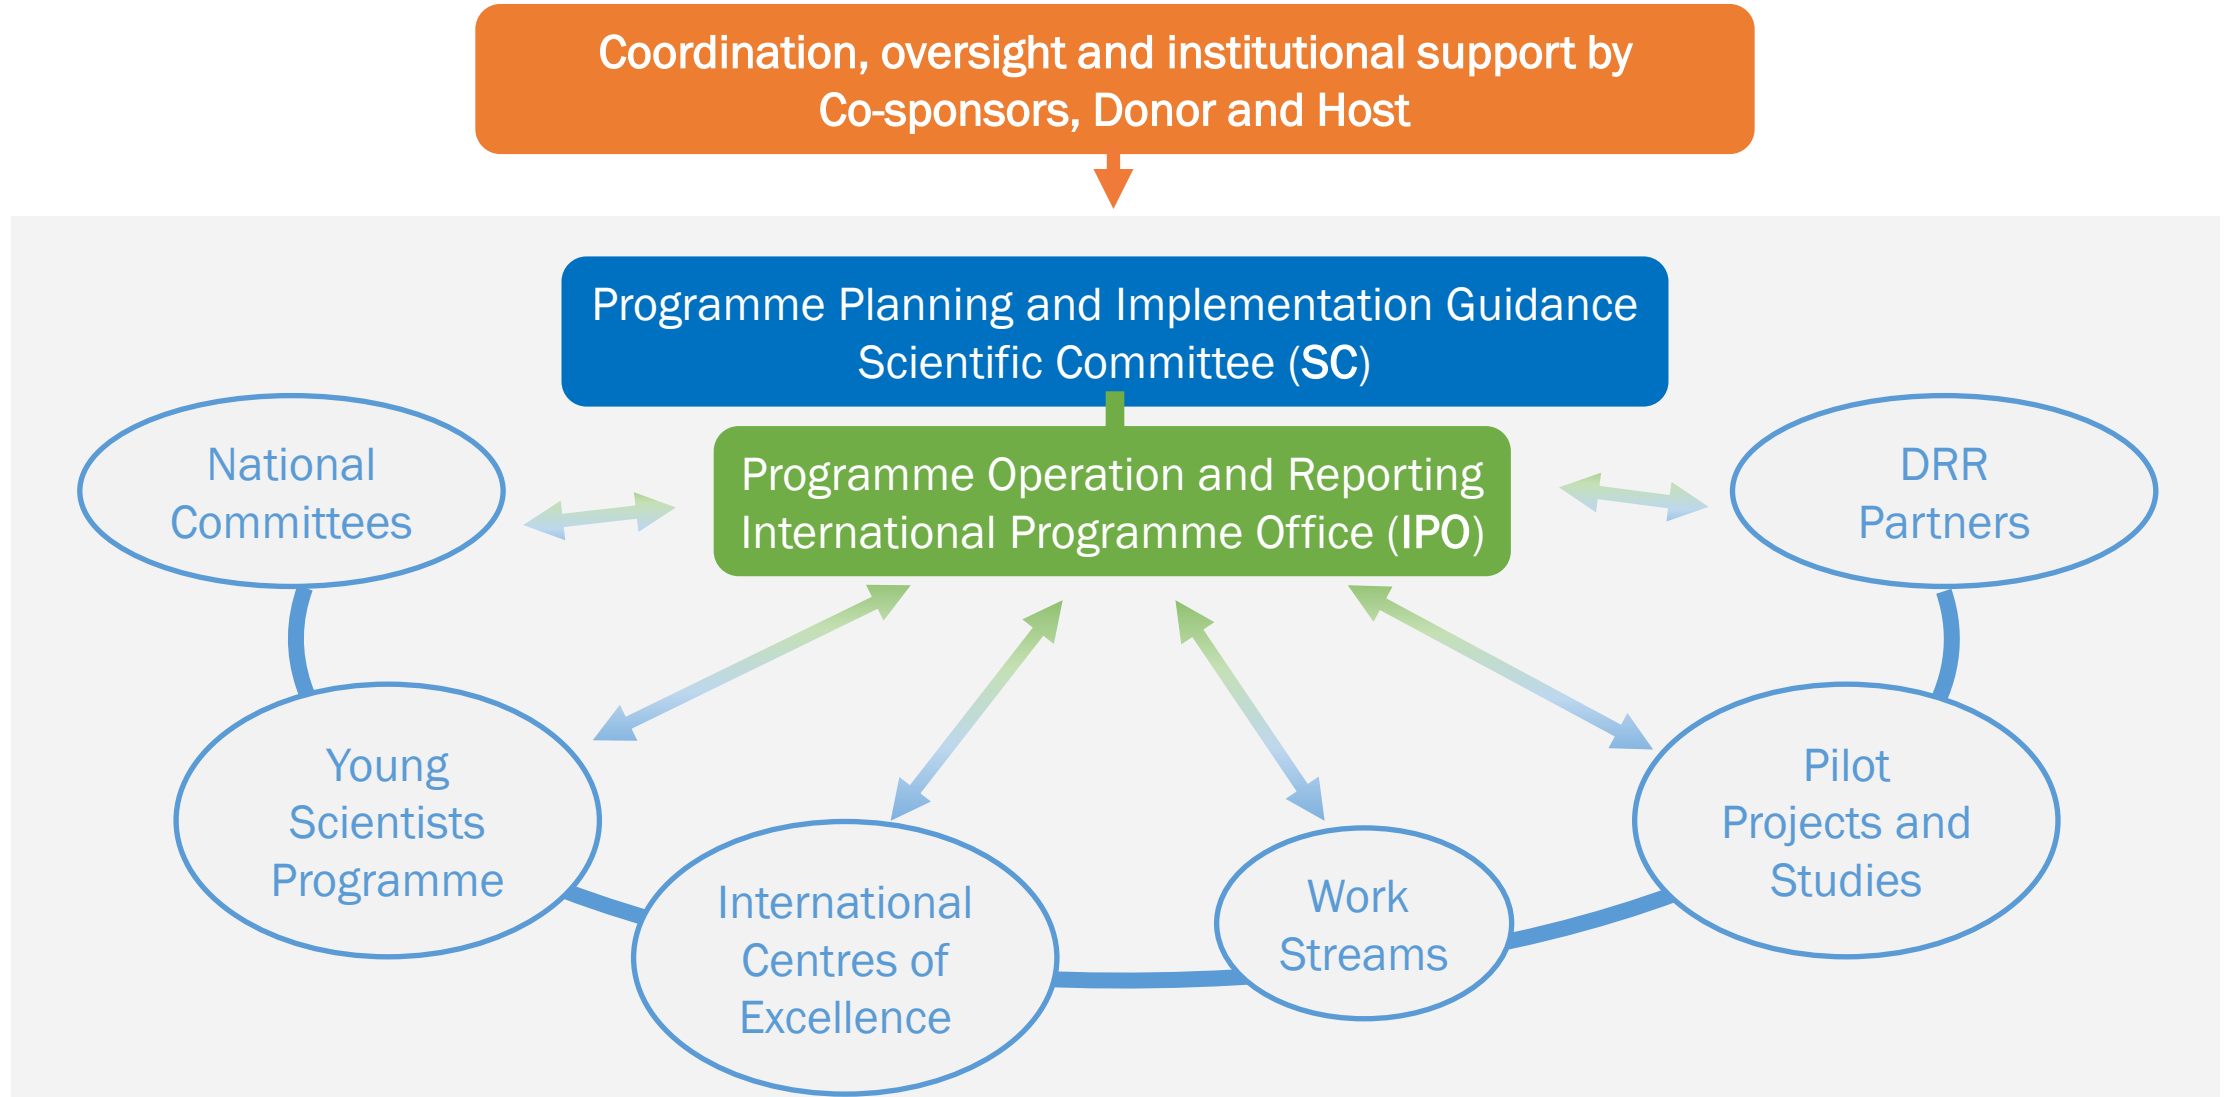 Coordination, oversight and institutional support by
Co-sponsors, Donor and Host
Programme Planning and Implementation Guidance
Scientific Committee (SC)
Programme Operation and Reporting
International Programme Office (IPO)
National
Committees
DRR
Partners
Young
Scientists
Programme
International
Centres of
Excellence
Work
Streams
Pilot
Projects and
Studies